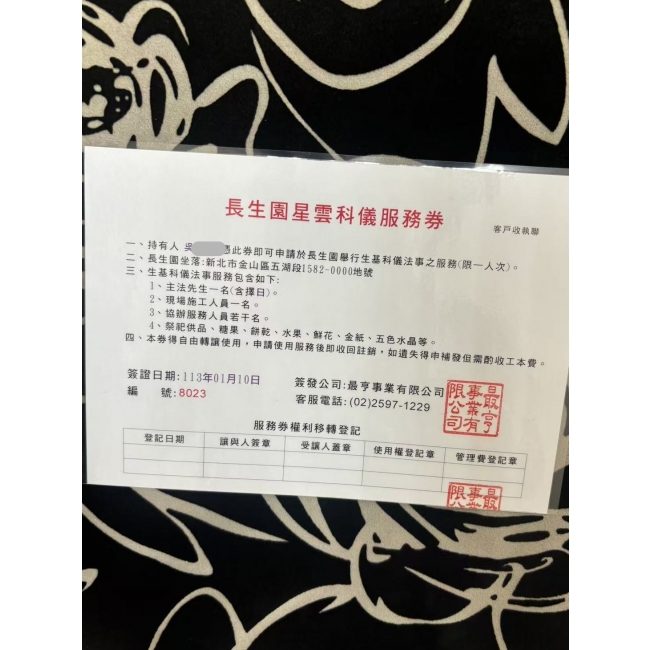 長生園星雲科儀服務券
客戶收執聯
一、持有人 吳 憑此券即可申請於長生園舉行生基科儀法事之服務(限一人次)。
二、長生園坐落:新北市金山區五湖段1582-0000地號
三、生基科儀法事服務包含如下:
1、主法先生一名(含擇日)。
2、現場施工人員一名。
3、協辦服務人員若干名。
4、祭祀供品、糖果、餅乾、水果、鮮花、金紙、五色水晶等。
四、本券得自由轉讓使用,申請使用服務後即收回註銷,如遺失得申補發但需酌收工本費。
簽證日期:113年01月10日
簽發公司:最亨事業有限公司
編 號:8023
客服電話:(02)2597-1229
最亨事業有限公司
服務券權利移轉登記
登記日期 讓與人簽章 受讓人蓋章 使用權登記章 管理費登記章